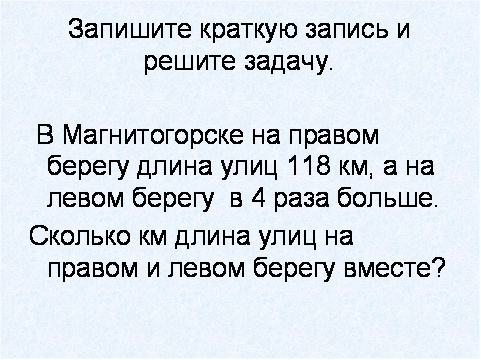 Запишите краткую запись и
решите задачу.
В Магнитогорске на правом
берегу длина улиц 118 км, а на
левом берегу в 4 раза больше.
Сколько км длина улиц на
правом и левом берегу вместе?